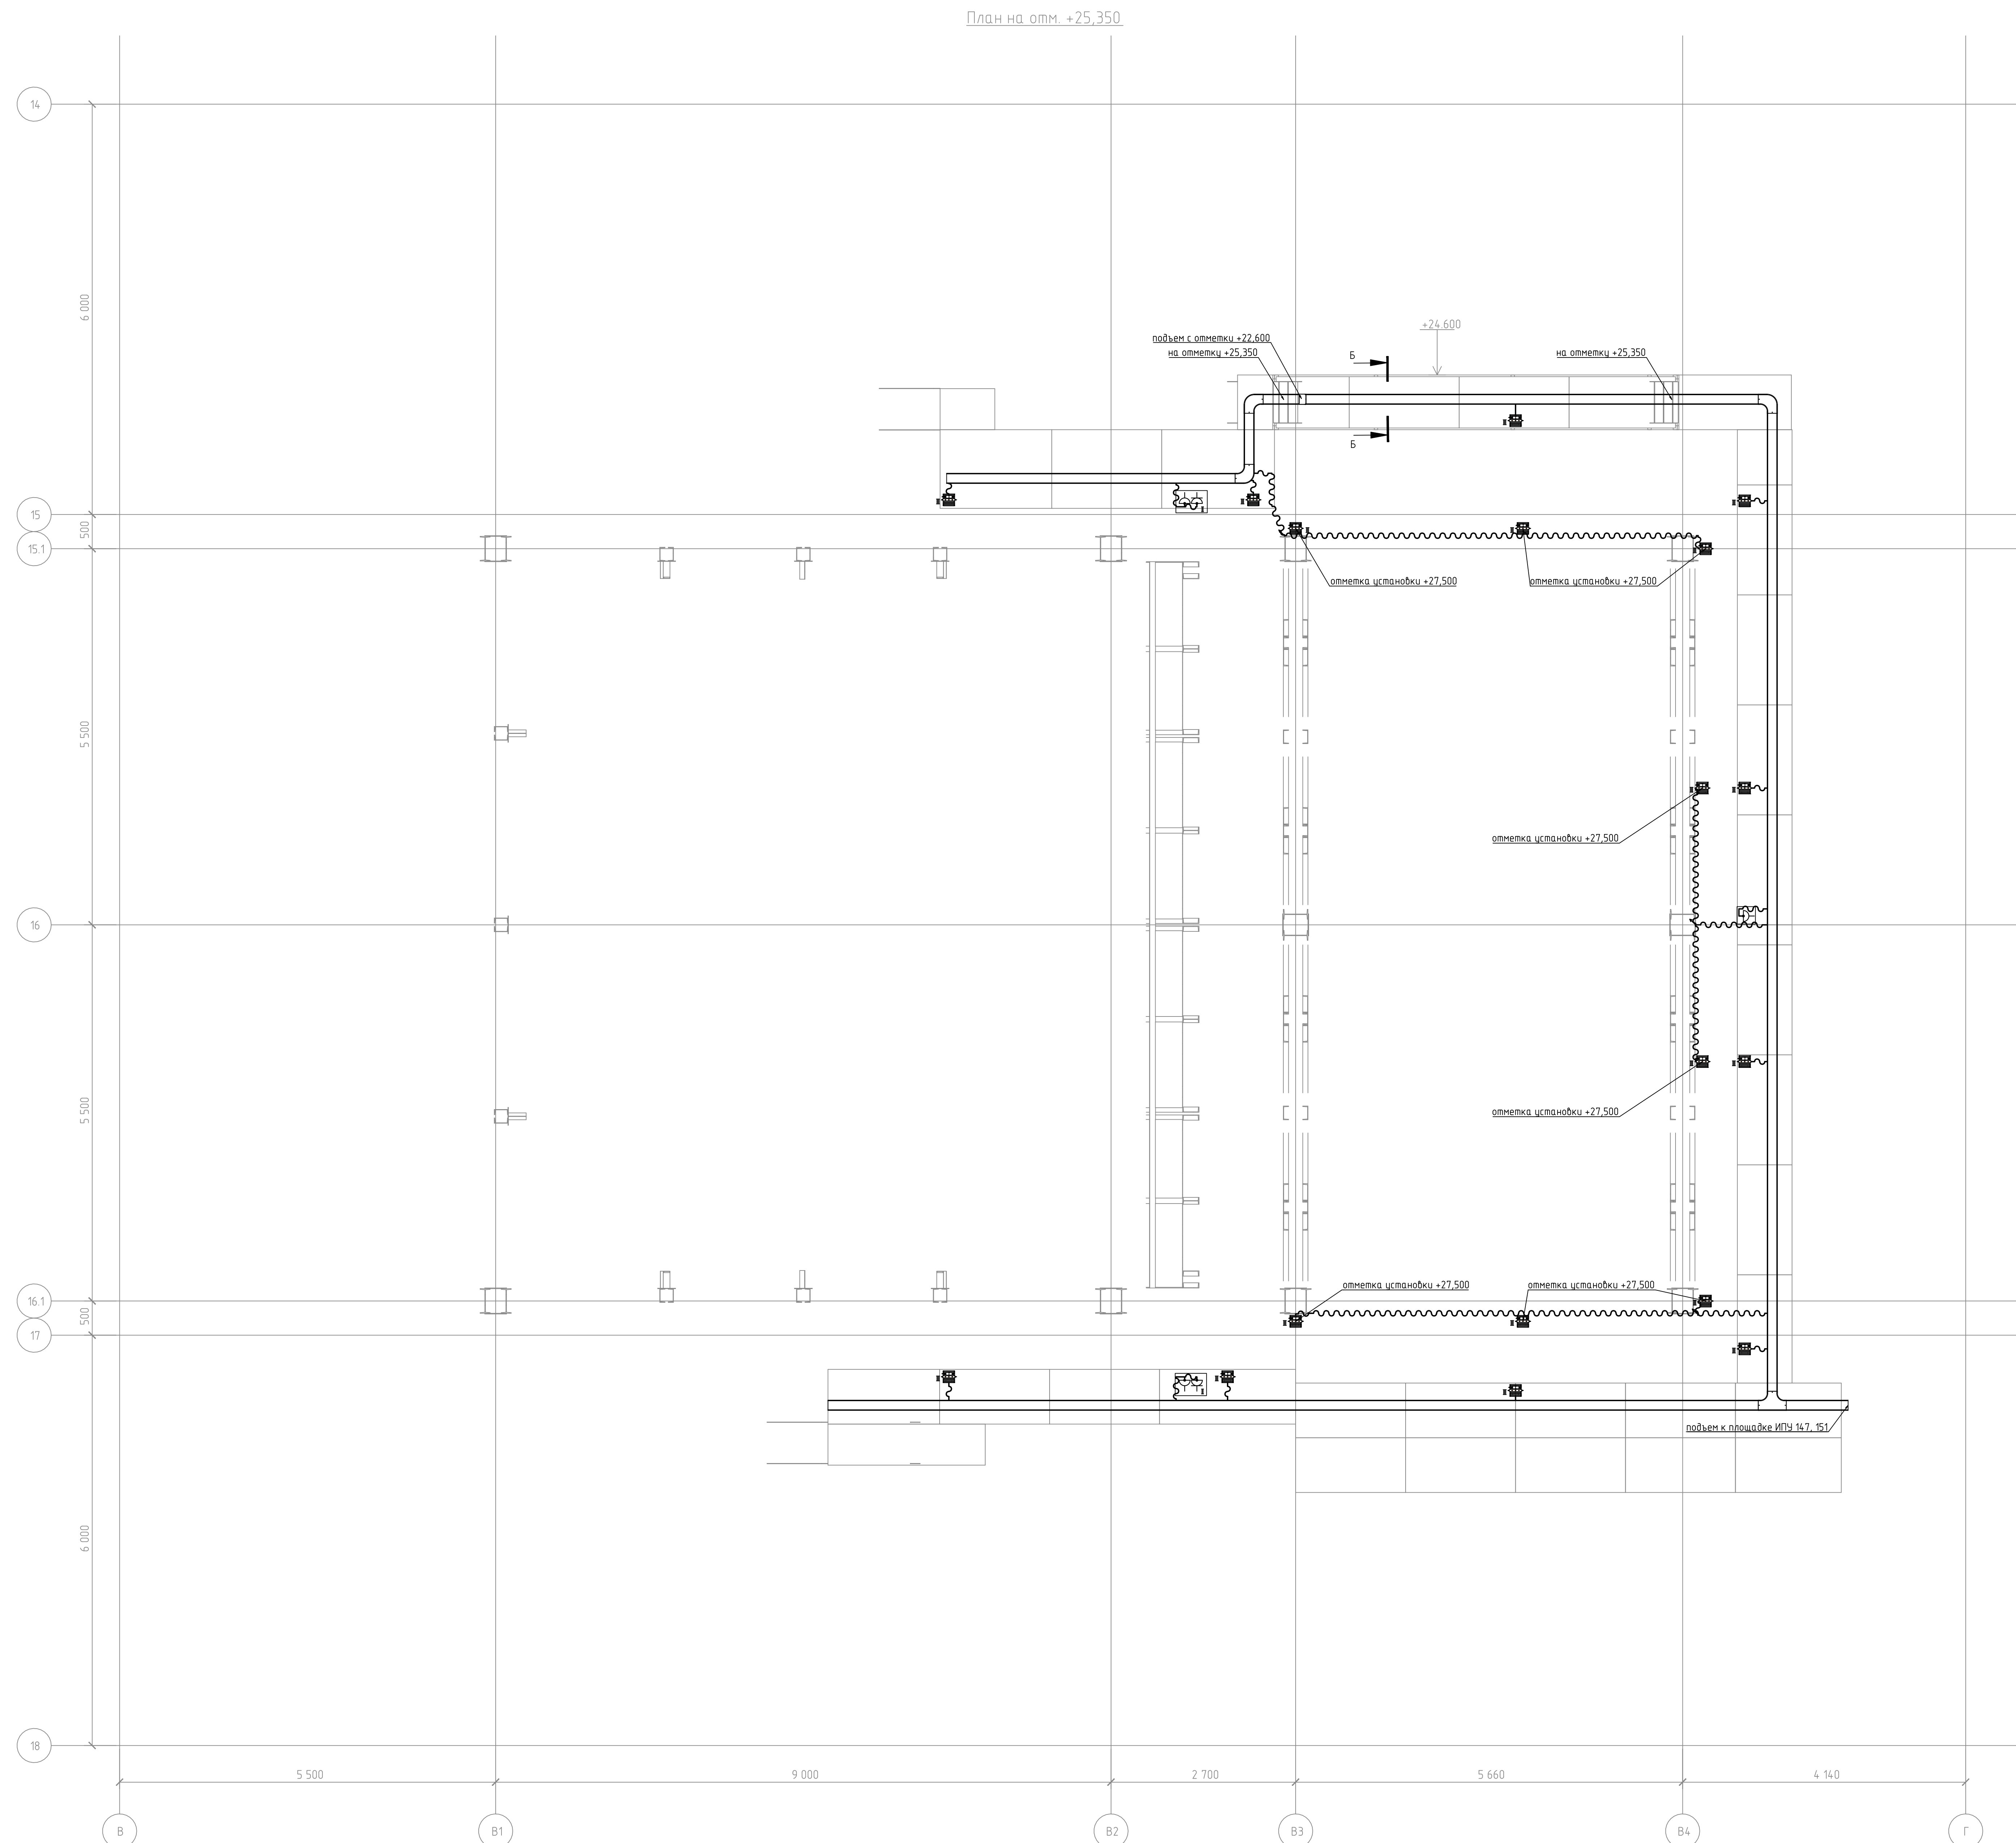 План на отм. +25,350
14
6 000
+24.600
подъем с отметки +22,600
на отметку +25,350
Б
на отметку +25,350
Б
15
500
15.1
отметка установки +27,500
отметка установки +27,500
5 500
отметка установки +27,500
16
5 500
отметка установки +27,500
отметка установки +27,500
отметка установки +27,500
16.1
500
17
подъем к площадке ИПУ 147, 151
6 000
18
5 500
9 000
2 700
5 660
4 140
В
В1
В2
В3
В4
Г